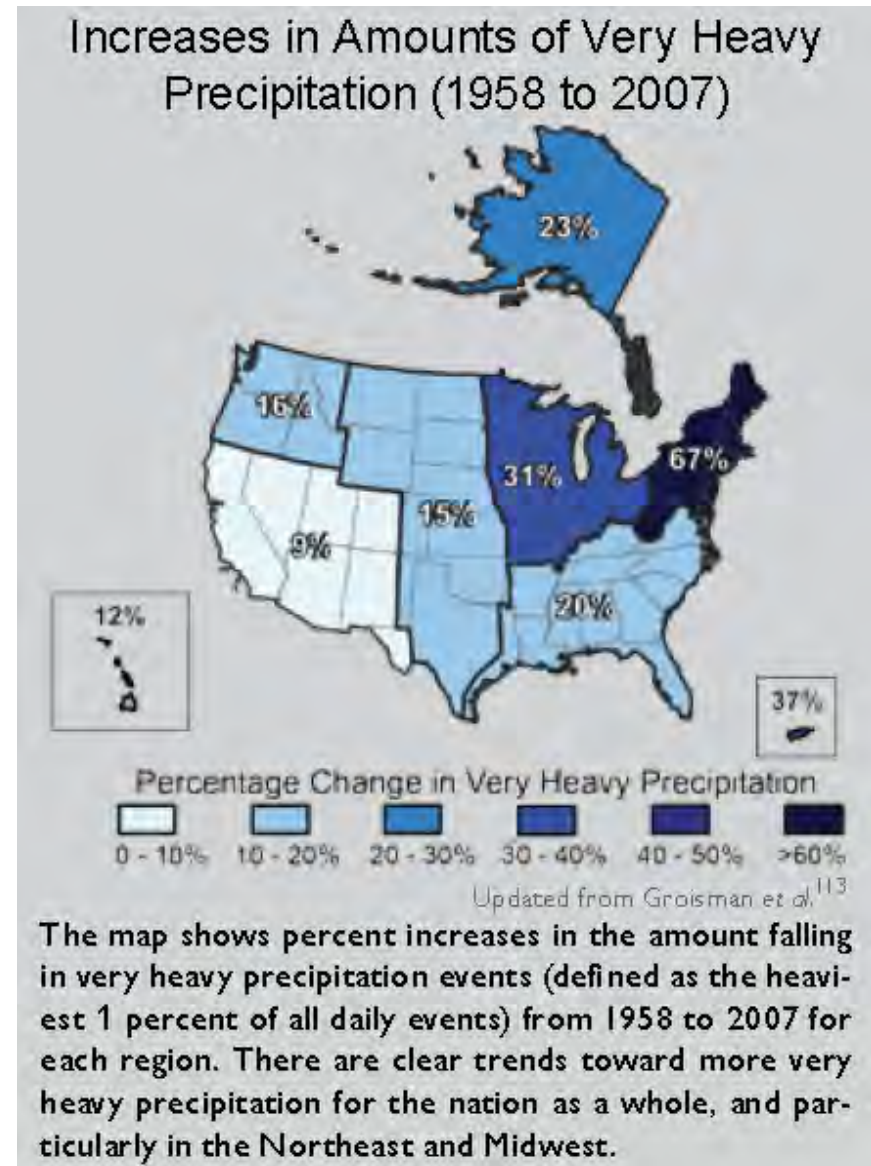 Increases in Amounts of Very Heavy
Precipitation (1958 to 2007)
23%
16%
67%
31%
15%
9%
20%
12%
37%
Percentage Change in Very Heavy Precipitation
0 - 10% 10 - 20% 20 - 30% 30 - 40% 40 - 50% >60%
Updated from Groisman et al.113
The map shows percent increases in the amount falling
in very heavy precipitation events (defined as the heavi-
est 1 percent of all daily events) from 1958 to 2007 for
each region. There are clear trends toward more very
heavy precipitation for the nation as a whole, and par-
ticularly in the Northeast and Midwest.